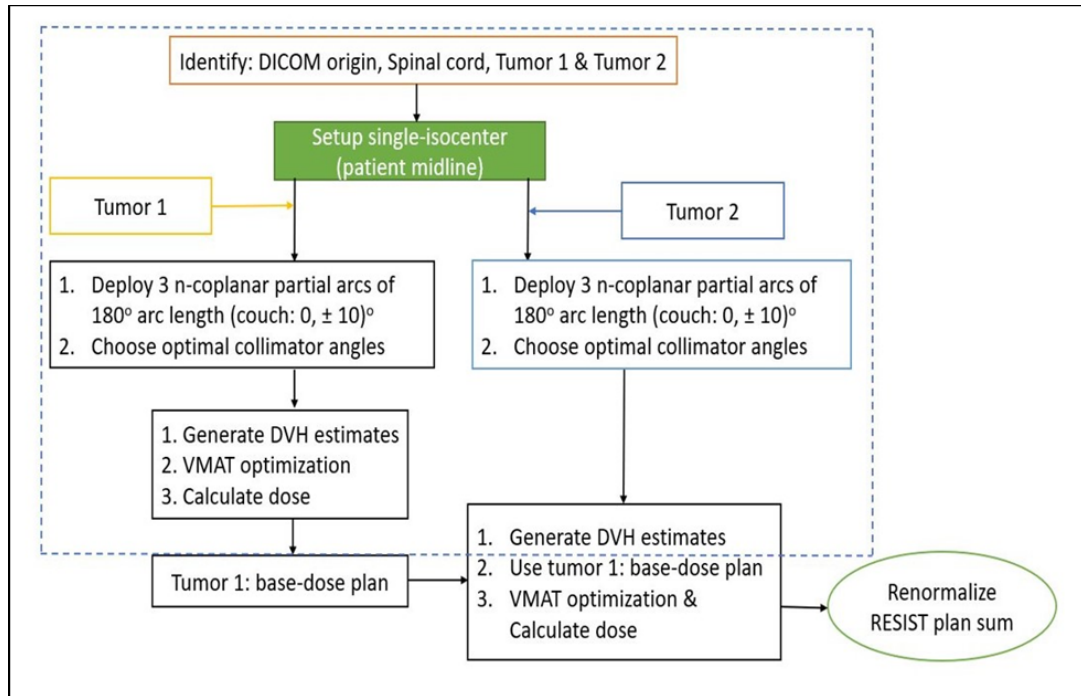 Identify: DICOM origin, Spinal cord, Tumor 1 & Tumor 2
Setup single-isocenter
(patient midline)
Tumor 1
Tumor 2
1. Deploy 3 n-coplanar partial arcs of
180° arc length (couch: 0, ± 10)°
2. Choose optimal collimator angles
1. Deploy 3 n-coplanar partial arcs of
180° arc length (couch: 0, ± 10)°
2. Choose optimal collimator angles
1. Generate DVH estimates
2. VMAT optimization
3. Calculate dose
Tumor 1: base-dose plan
1. Generate DVH estimates
2. Use tumor 1: base-dose plan
3. VMAT optimization &
Calculate dose
Renormalize
RESIST plan sum